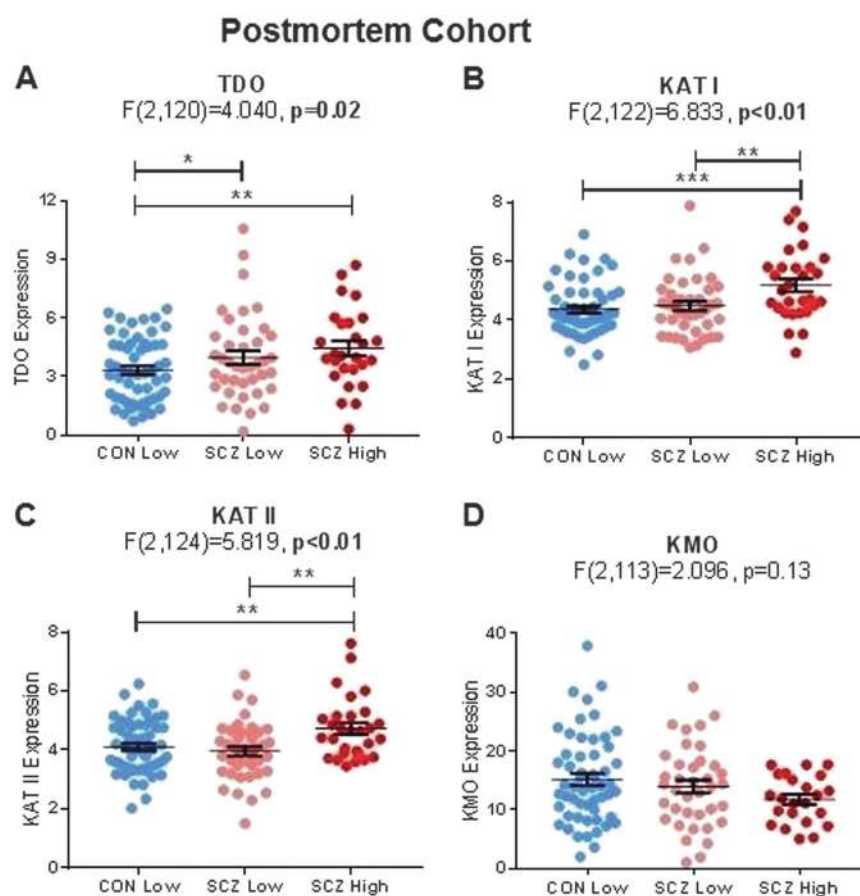 Postmortem Cohort
A
TDO
F(2,120)=4.040, p=0.02
*
**
TDO Expression
12
9
6
3
0
CON Low SCZ Low SCZ High
B
KAT I
F(2,122)=6.833, p<0.01
**
***
KAT I Expression
8
6
4
2
0
CON Low SCZ Low SCZ High
C
KAT II
F(2,124)=5.819, p<0.01
**
**
KAT II Expression
8
6
4
2
0
CON Low SCZ Low SCZ High
D
KMO
F(2,113)=2.096, p=0.13
KMO Expression
40
30
20
10
0
CON Low SCZ Low SCZ High